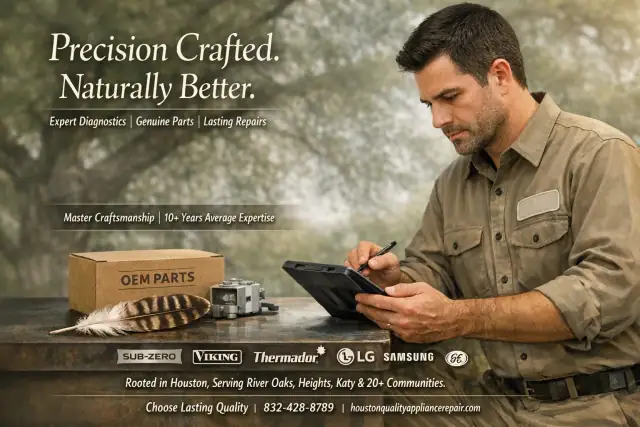 Precision Crafted.
Naturally Better.
Expert Diagnostics | Genuine Parts | Lasting Repairs
Master Craftsmanship | 10+ Years Average Expertise
OEM PARTS
SUB-ZERO VIKING Thermador LG SAMSUNG GE
Rooted in Houston, Serving River Oaks, Heights, Katy & 20+ Communities.
Choose Lasting Quality | 832-428-8789 | houstonqualityappliancerepair.com